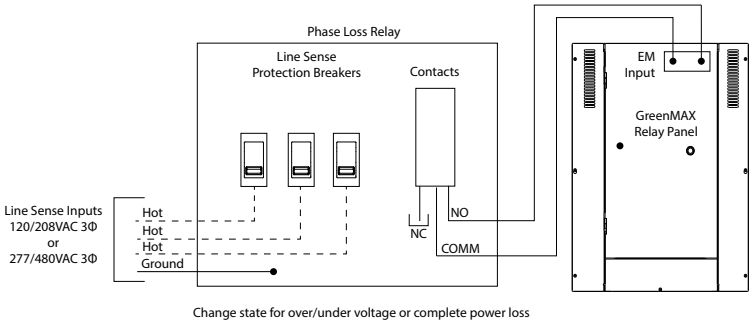 Phase Loss Relay
Line Sense
Protection Breakers
Contacts
EM
Input
GreenMAX
Relay Panel
Line Sense Inputs
120/208VAC 3Φ
or
277/480VAC 3Φ
Hot
Hot
Hot
Ground
NO
NC
COMM
Change state for over/under voltage or complete power loss